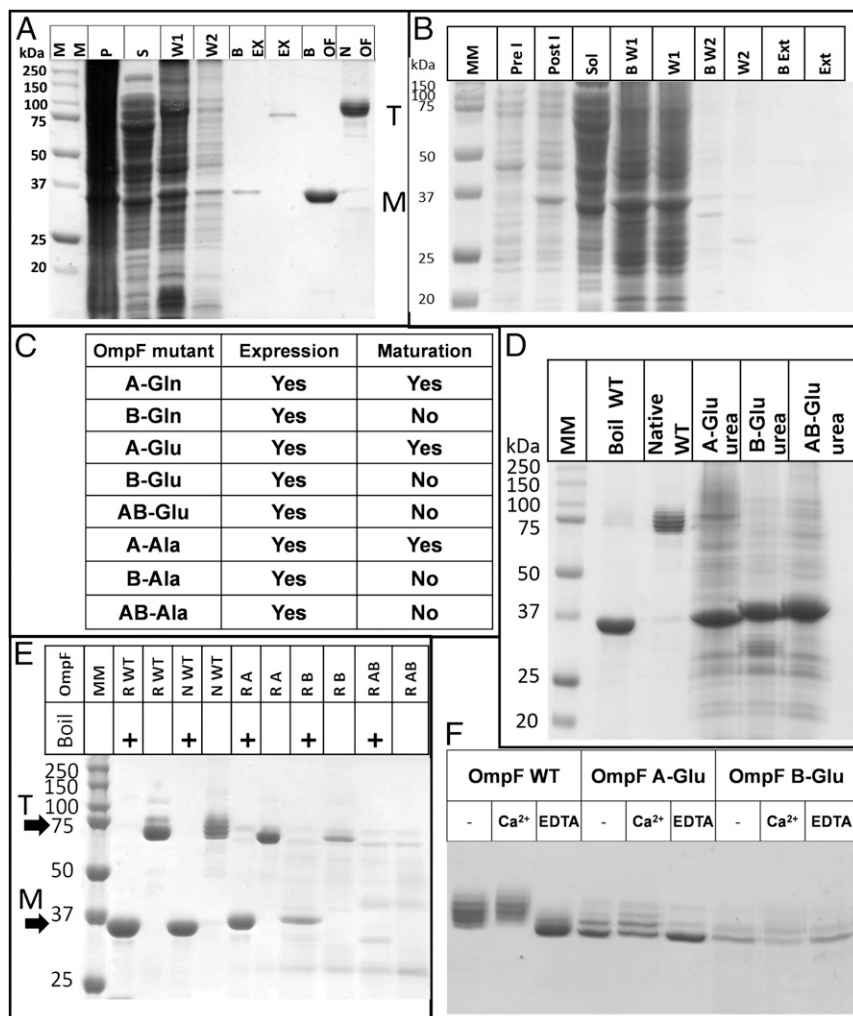 A
kDa
M M
P
S
W1
W2
B EX
EX
B OF
N OF
250
150
100
75
50
37
25
20
T
M
B
kDa
MM
Pre I
Post I
Sol
B W1
W1
B W2
W2
B Ext
Ext
150
100
75
50
37
25
20
C
OmpF mutant Expression Maturation
A-Gln Yes Yes
B-Gln Yes No
A-Glu Yes Yes
B-Glu Yes No
AB-Glu Yes No
A-Ala Yes Yes
B-Ala Yes No
AB-Ala Yes No
D
kDa
MM
Boil WT
Native WT
A-Glu urea
B-Glu urea
AB-Glu urea
250
150
100
75
50
37
25
20
E
OmpF
MM
R WT
R WT
N WT
N WT
R A
R A
R B
R B
R AB
R AB
Boil
+ + + + +
250
150
100
T 75
50
M 37
25
F
OmpF WT OmpF A-Glu OmpF B-Glu
- Ca²⁺ EDTA - Ca²⁺ EDTA - Ca²⁺ EDTA